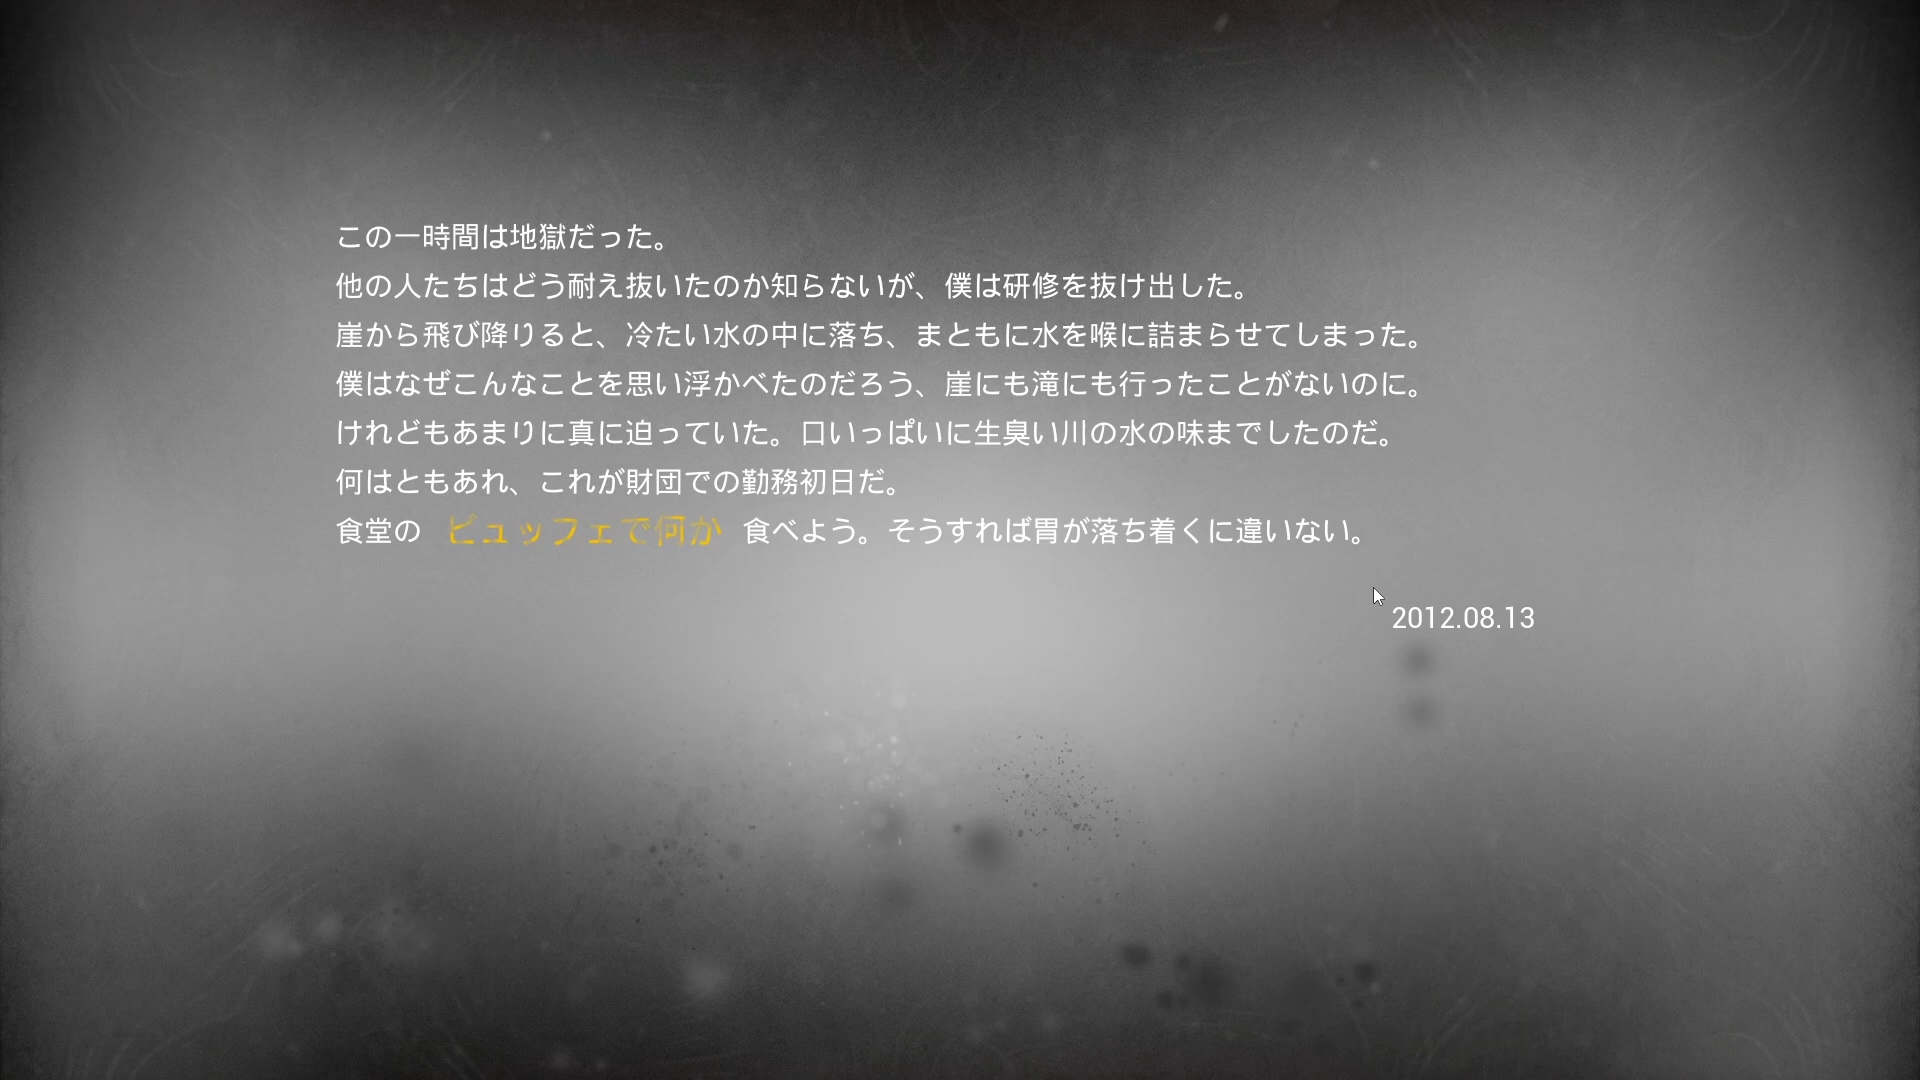 この一時間は地獄だった。
他の人たちはどう耐え抜いたのか知らないが、僕は研修を抜け出した。
崖から飛び降りると、冷たい水の中に落ち、まともに水を喉に詰まらせてしまった。
僕はなぜこんなことを思い浮かべたのだろう、崖にも滝にも行ったことがないのに。
けれどもあまりに真に迫っていた。口いっぱいに生臭い川の水の味までしたのだ。
何はともあれ、これが財団での勤務初日だ。
食堂の ビュッフェで何か 食べよう。そうすれば胃が落ち着くに違いない。
2012.08.13